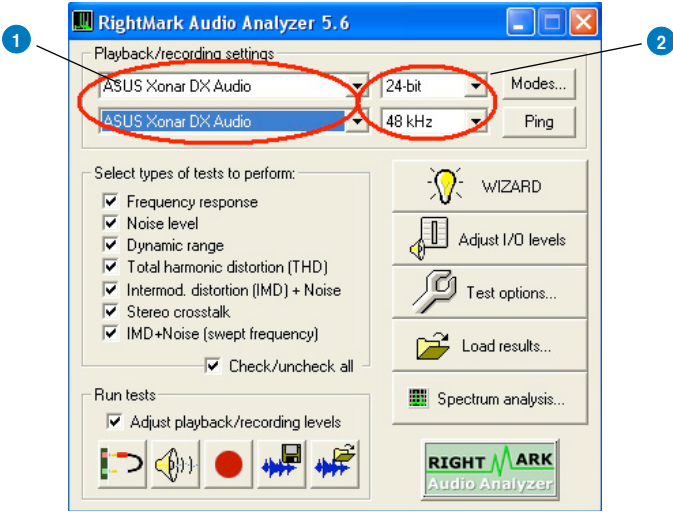 RightMark Audio Analyzer 5.6
1
2
Playback/recording settings
ASUS Xonar DX Audio
24-bit
Modes...
ASUS Xonar DX Audio
48 kHz
Ping
Select types of tests to perform:
Frequency response
Noise level
Dynamic range
Total harmonic distortion (THD)
Intermod. distortion (IMD) + Noise
Stereo crosstalk
IMD+Noise (swept frequency)
Check/uncheck all
WIZARD
Adjust I/O levels
Test options...
Load results...
Spectrum analysis...
Run tests
Adjust playback/recording levels
RIGHT MARK
Audio Analyzer